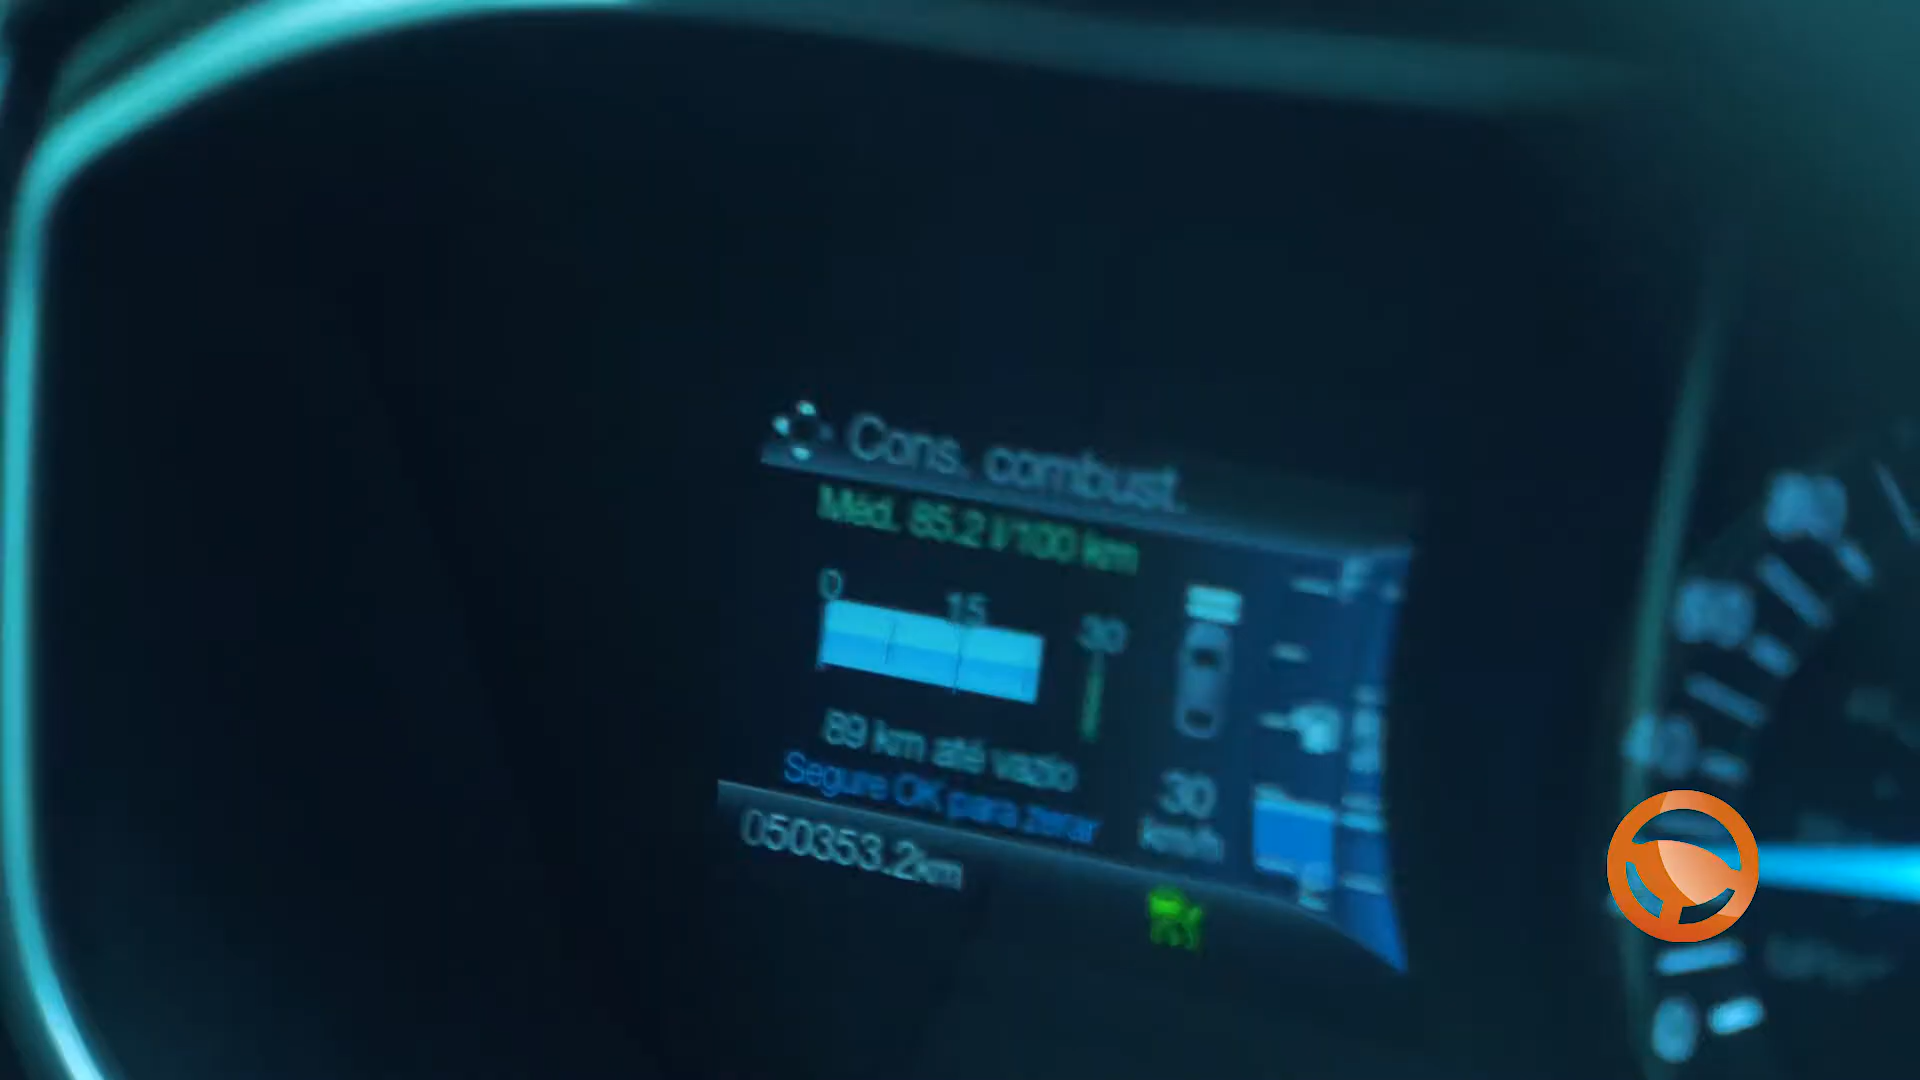 Cons. combust.
Méd. 85.2 l/100 km
0 15 30
89 km até vazio
Segure OK para zerar
30
km/h
050353.2km
0